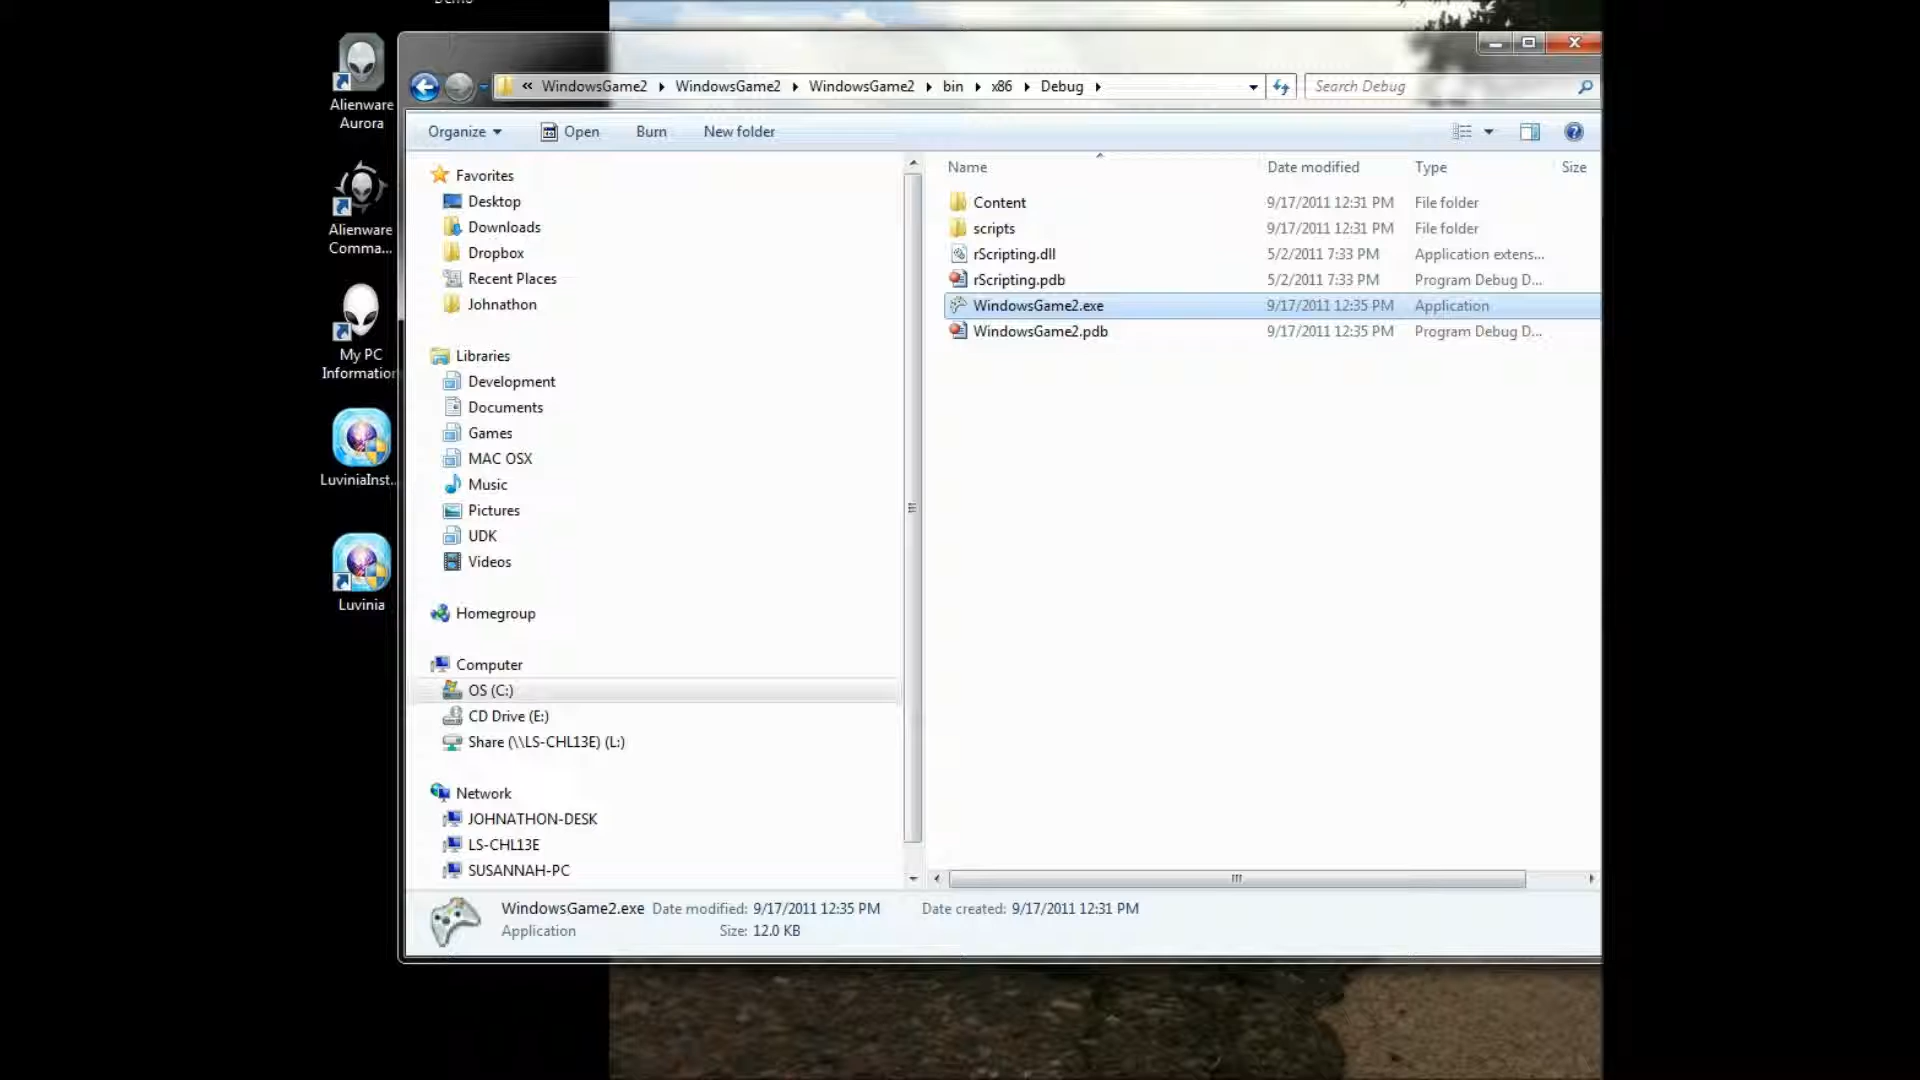 Demo
Alienware
Aurora
Alienware
Comma...
My PC
Information
LuviniaInst...
Luvinia
« WindowsGame2 WindowsGame2 WindowsGame2 bin x86 Debug
Search Debug
Organize Open Burn New folder
Favorites
Desktop
Downloads
Dropbox
Recent Places
Johnathon
Libraries
Development
Documents
Games
MAC OSX
Music
Pictures
UDK
Videos
Homegroup
Computer
OS (C:)
CD Drive (E:)
Share (\\LS-CHL13E) (L:)
Network
JOHNATHON-DESK
LS-CHL13E
SUSANNAH-PC
Name Date modified Type Size
Content 9/17/2011 12:31 PM File folder
scripts 9/17/2011 12:31 PM File folder
rScripting.dll 5/2/2011 7:33 PM Application extens...
rScripting.pdb 5/2/2011 7:33 PM Program Debug D...
WindowsGame2.exe 9/17/2011 12:35 PM Application
WindowsGame2.pdb 9/17/2011 12:35 PM Program Debug D...
WindowsGame2.exe Date modified: 9/17/2011 12:35 PM Date created: 9/17/2011 12:31 PM
Application Size: 12.0 KB